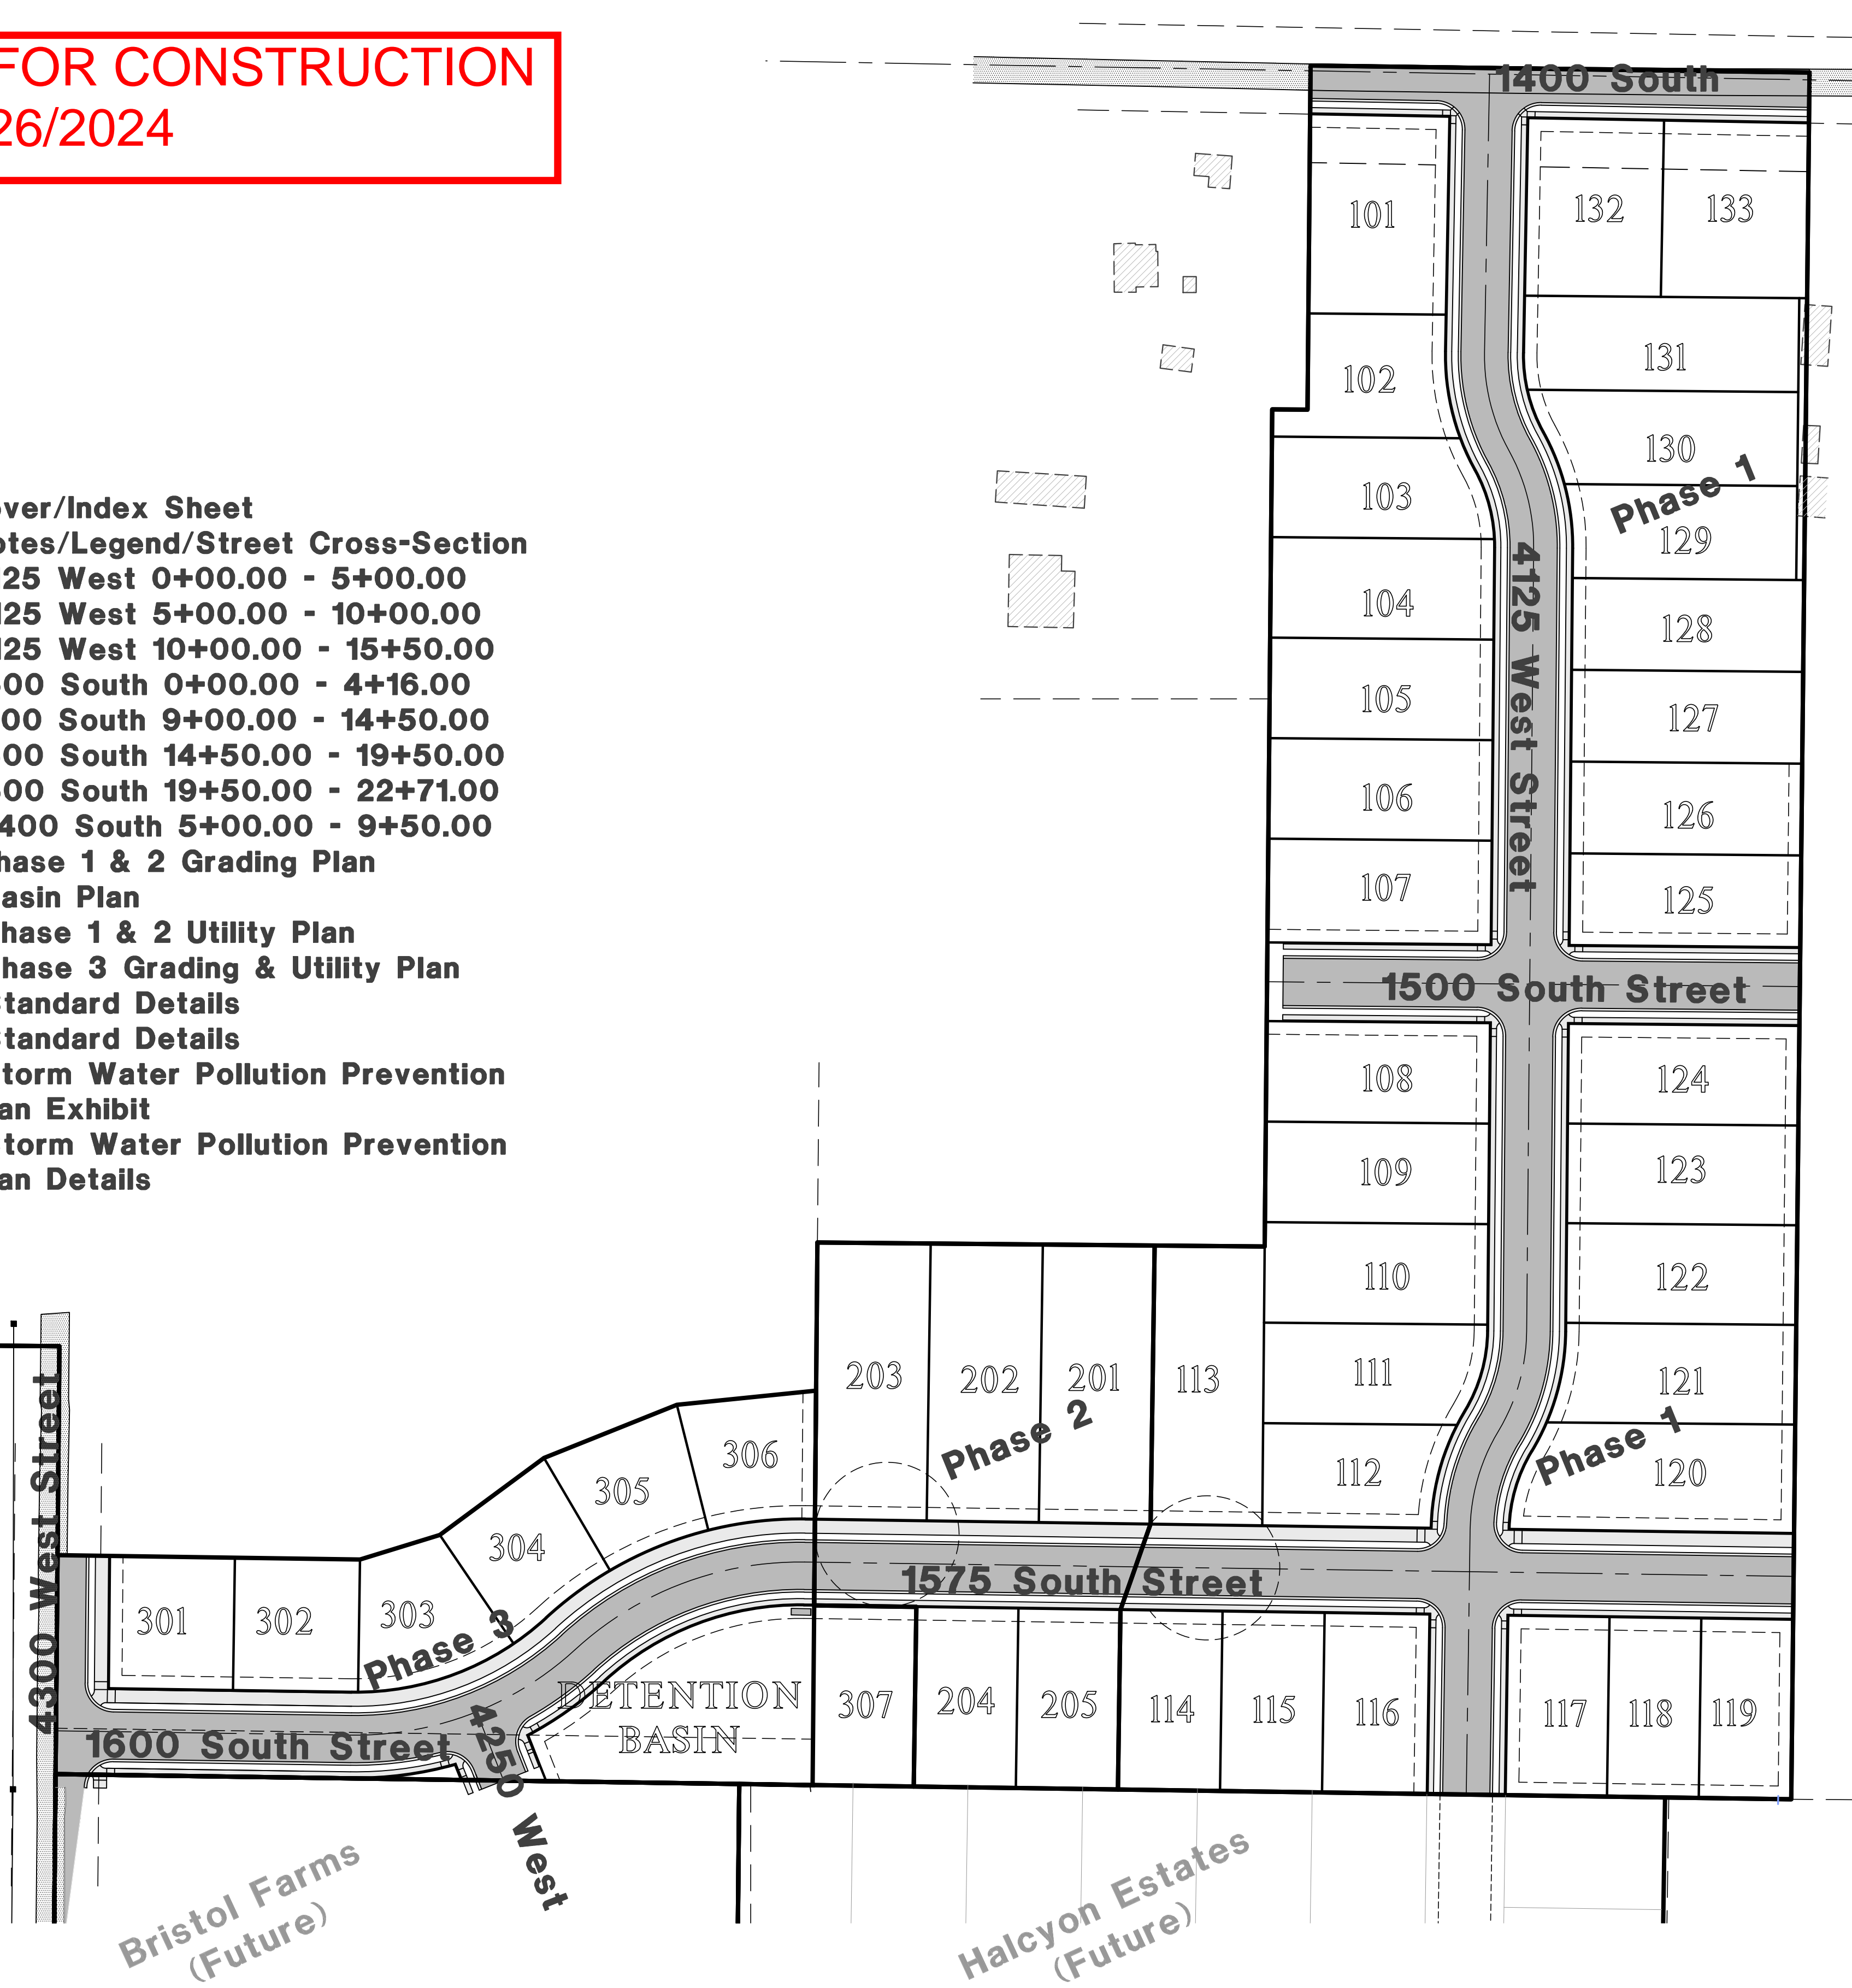 FOR CONSTRUCTION
26/2024
Index Sheet
Legend/Street Cross-Section
West 0+00.00 - 5+00.00
West 5+00.00 - 10+00.00
West 10+00.00 - 15+50.00
South 0+00.00 - 4+16.00
South 9+00.00 - 14+50.00
South 14+50.00 - 19+50.00
South 19+50.00 - 22+71.00
400 South 5+00.00 - 9+50.00
hase 1 & 2 Grading Plan
asin Plan
hase 1 & 2 Utility Plan
hase 3 Grading & Utility Plan
tandard Details
tandard Details
torm Water Pollution Prevention
an Exhibit
torm Water Pollution Prevention
an Details
1400 South
101
132
133
102
131
130
Phase 1
103
129
104
128
4125 West Street
105
127
106
126
107
125
1500 South Street
108
124
109
123
110
122
111
121
112
120
Phase 1
203
202
201
113
Phase 2
306
305
304
303
302
301
Phase 3
4300 West Street
1575 South Street
1600 South Street
4250 West
DETENTION
BASIN
307
204
205
114
115
116
117
118
119
Bristol Farms
(Future)
Halcyon Estates
(Future)